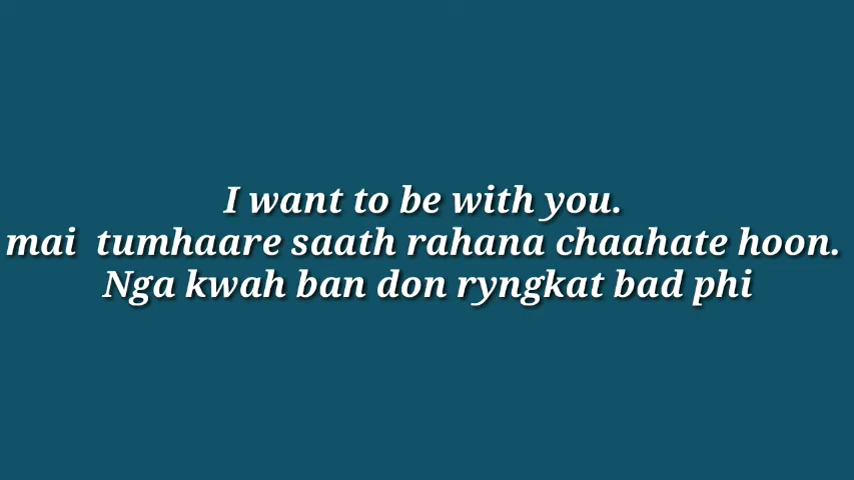 I want to be with you.
mai tumhaare saath rahana chaahate hoon.
Nga kwah ban don ryngkat bad phi